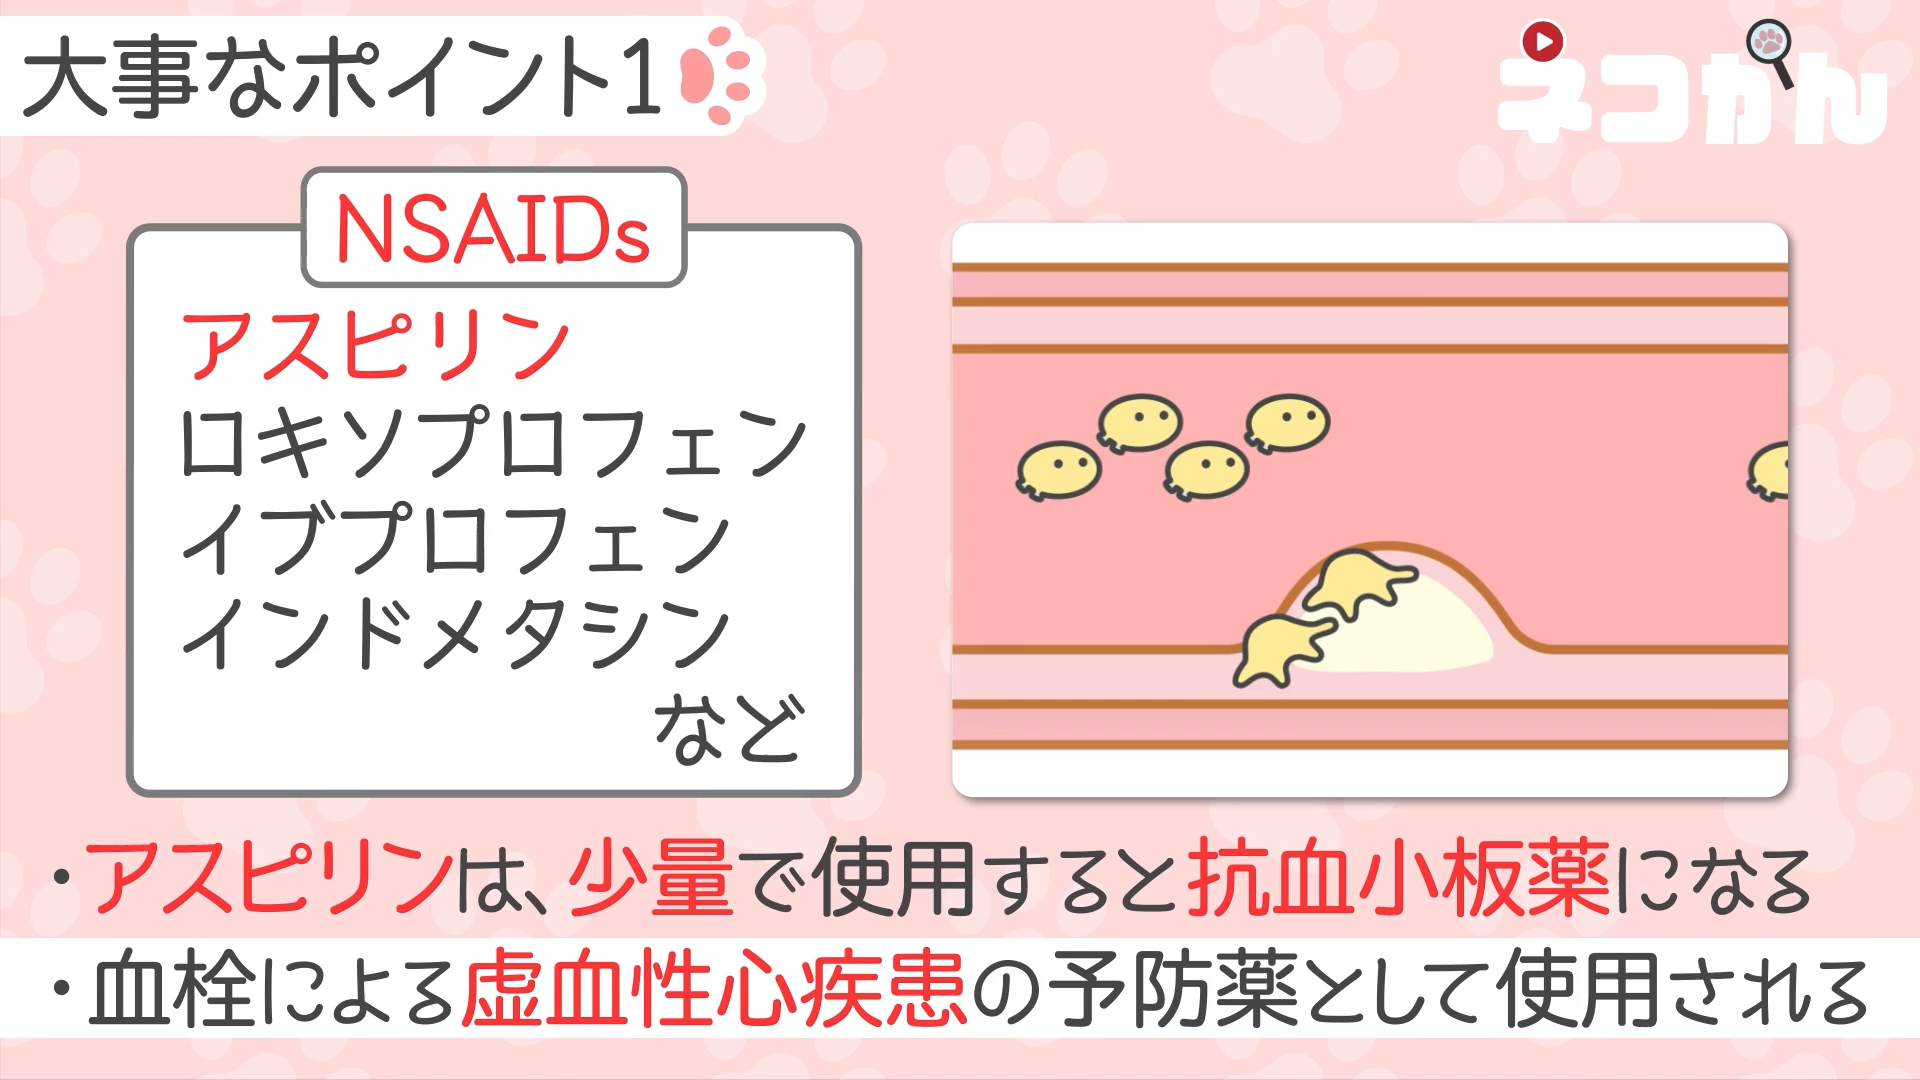 大事なポイント1
ネコかん
NSAIDs
アスピリン
ロキソプロフェン
イブプロフェン
インドメタシン
など
・アスピリンは、少量で使用すると抗血小板薬になる
・血栓による虚血性心疾患の予防薬として使用される